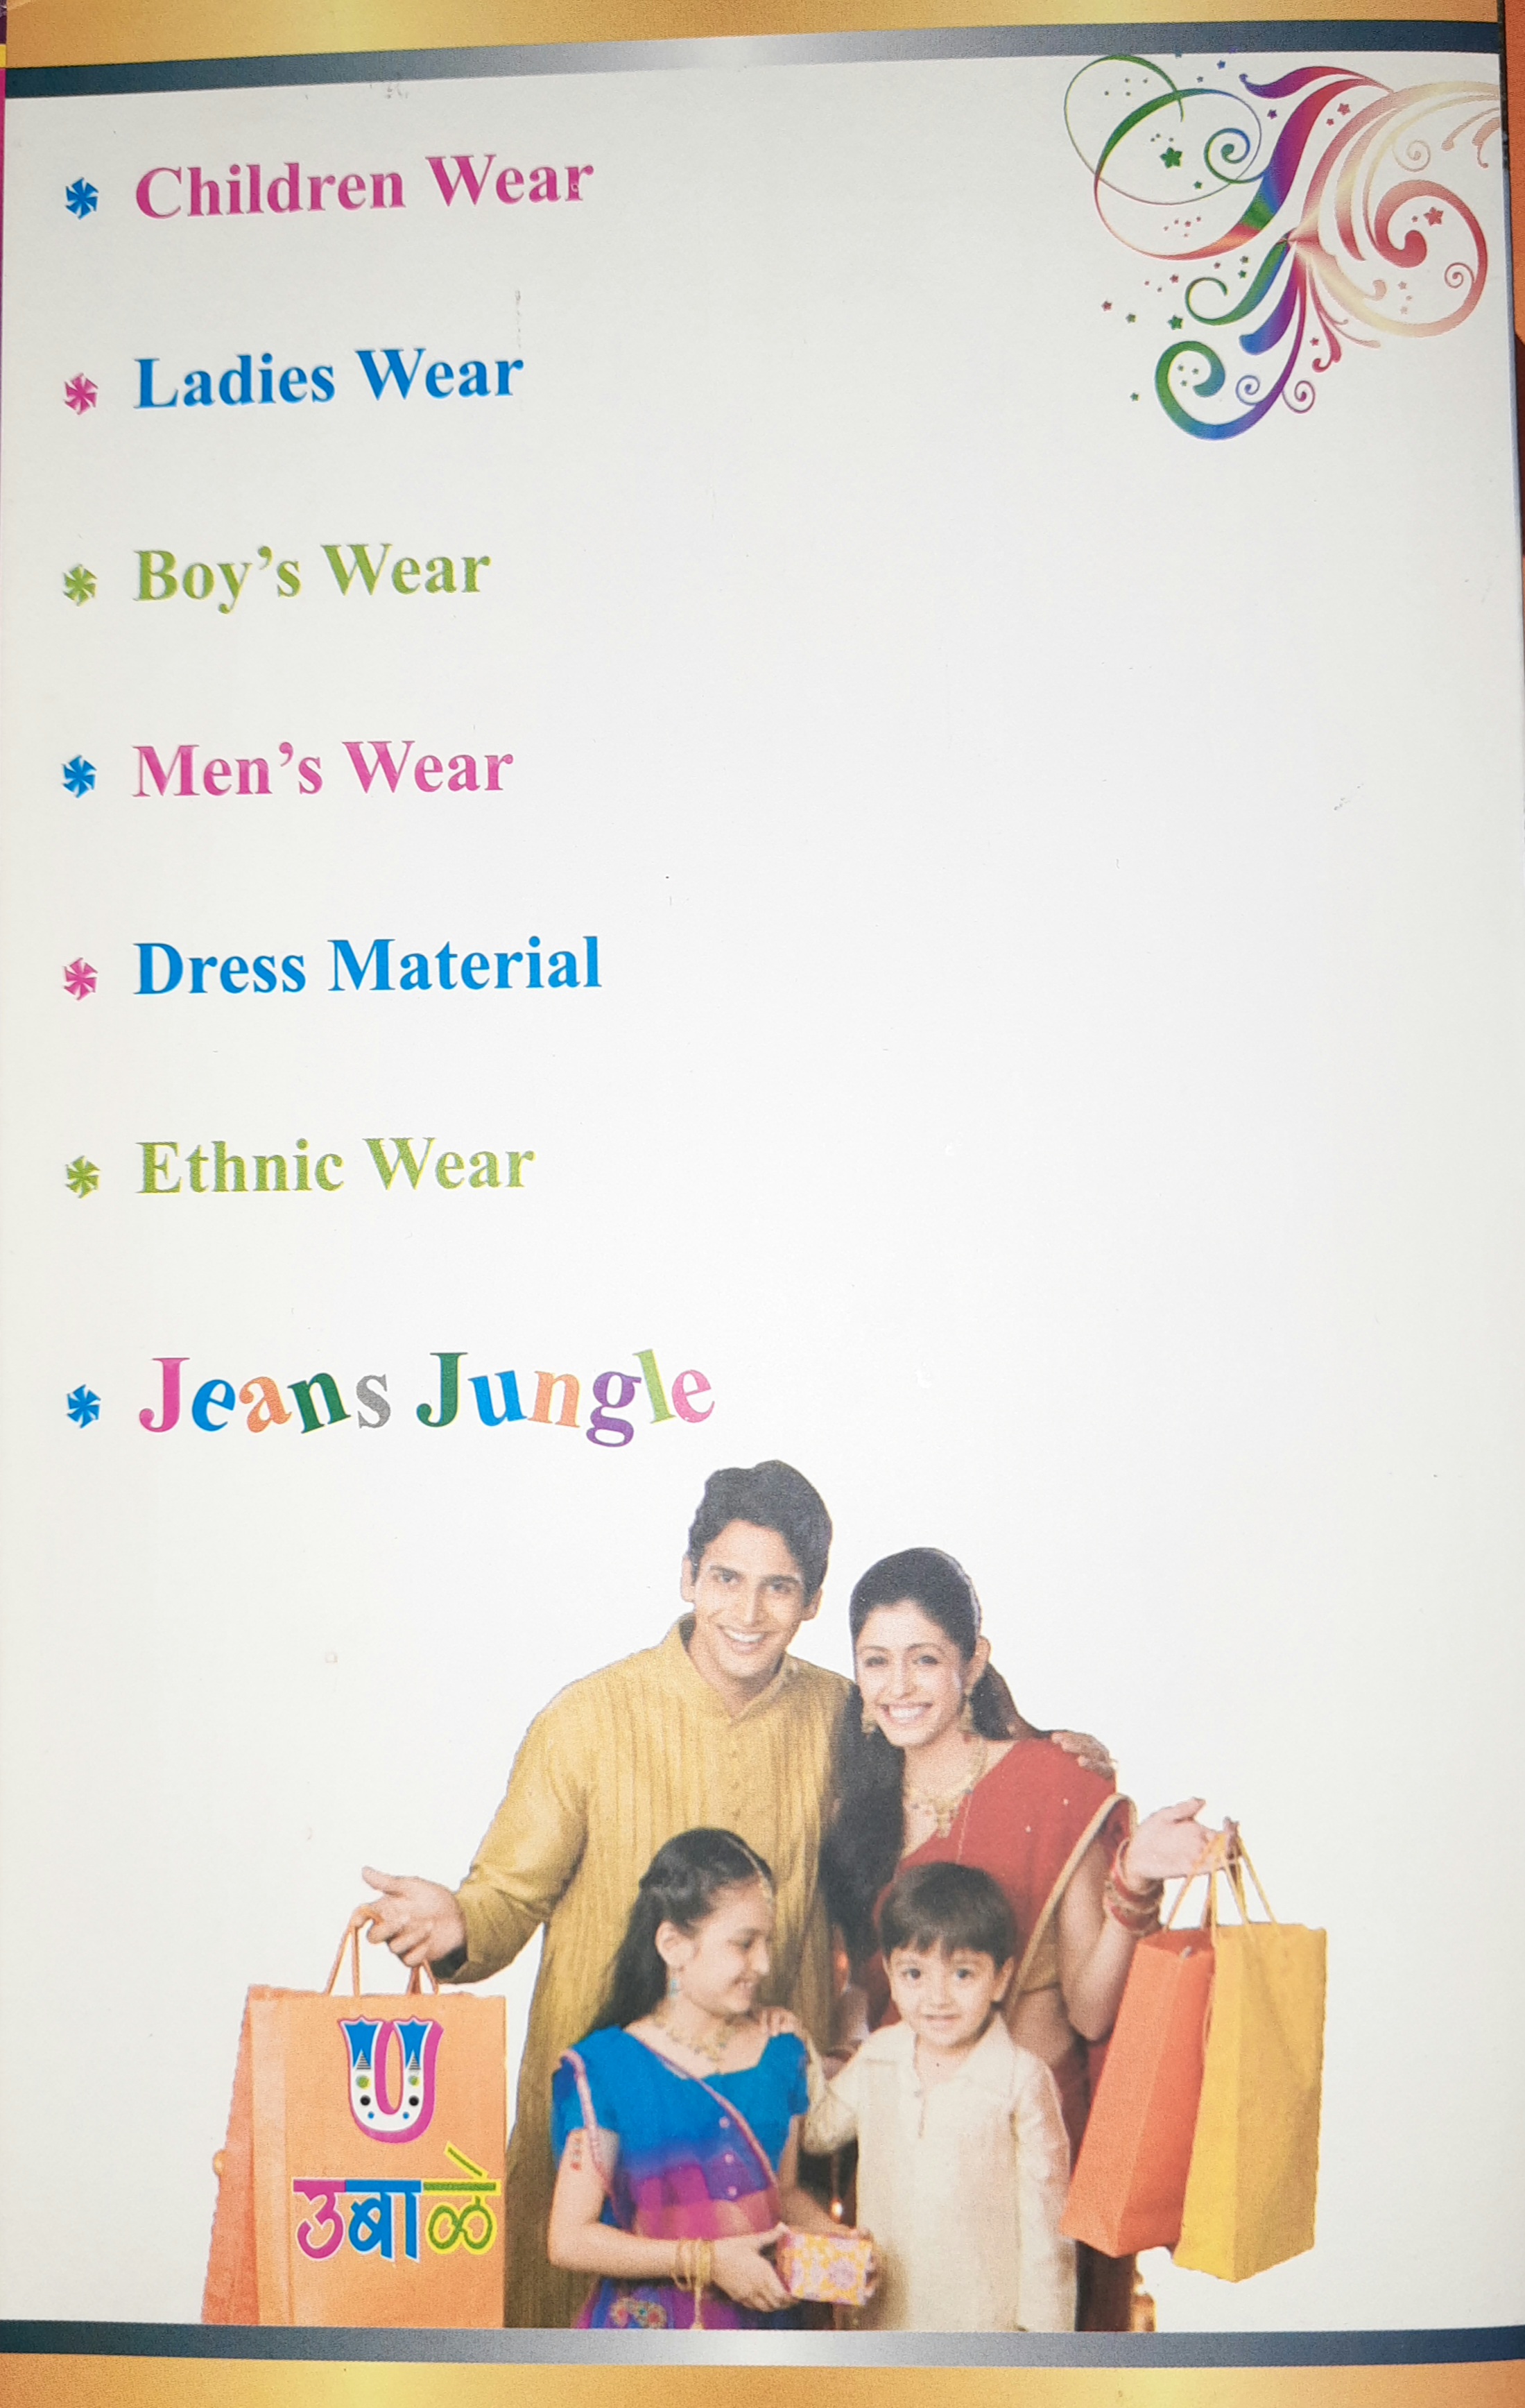 Children Wear
Ladies Wear
Boy’s Wear
Men’s Wear
Dress Material
Ethnic Wear
Jeans Jungle
U
उबाळे